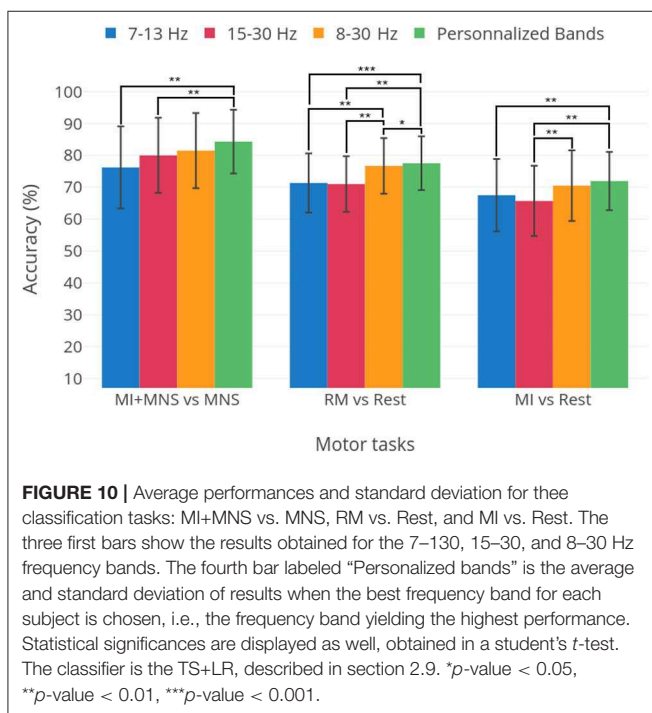 7-13 Hz 15-30 Hz 8-30 Hz Personnalized Bands
***
** ** **
** ** **
** * **
100
90
80
70
60
50
40
30
20
10
Accuracy (%)
MI+MNS vs MNS RM vs Rest MI vs Rest
Motor tasks
FIGURE 10 | Average performances and standard deviation for thee
classification tasks: MI+MNS vs. MNS, RM vs. Rest, and MI vs. Rest. The
three first bars show the results obtained for the 7–130, 15–30, and 8–30 Hz
frequency bands. The fourth bar labeled “Personalized bands” is the average
and standard deviation of results when the best frequency band for each
subject is chosen, i.e., the frequency band yielding the highest performance.
Statistical significances are displayed as well, obtained in a student’s t-test.
The classifier is the TS+LR, described in section 2.9. *p-value < 0.05,
**p-value < 0.01, ***p-value < 0.001.